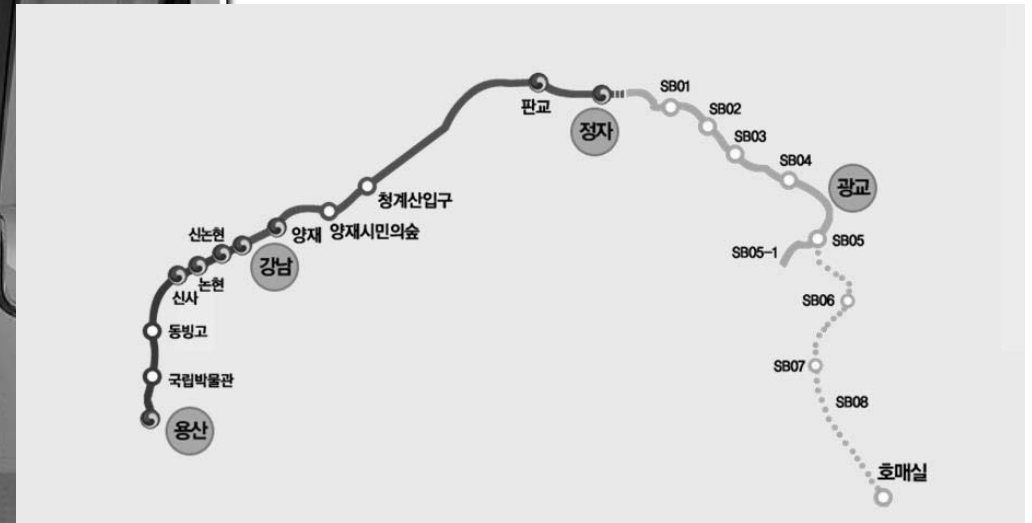 판교
정자
SB01
SB02
SB03
SB04
광교
SB05
SB05-1
SB06
SB07
SB08
호매실
청계산입구
양재시민의숲
양재
강남
신논현
논현
신사
동빙고
국립박물관
용산